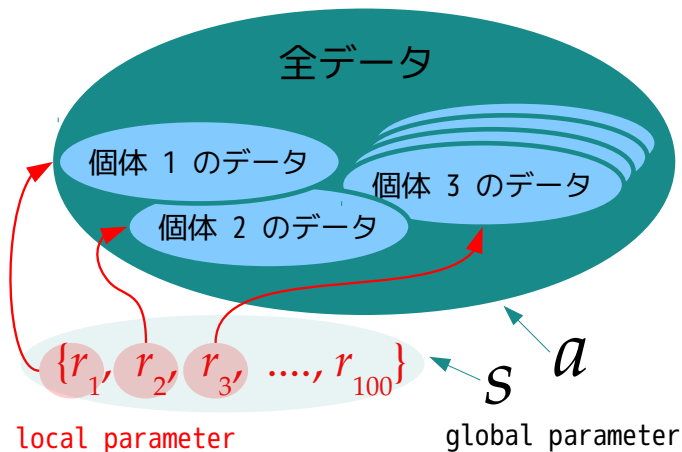 全データ
個体 1 のデータ
個体 3 のデータ
個体 2 のデータ
{r1, r2, r3, ...., r100}
s
a
local parameter
global parameter